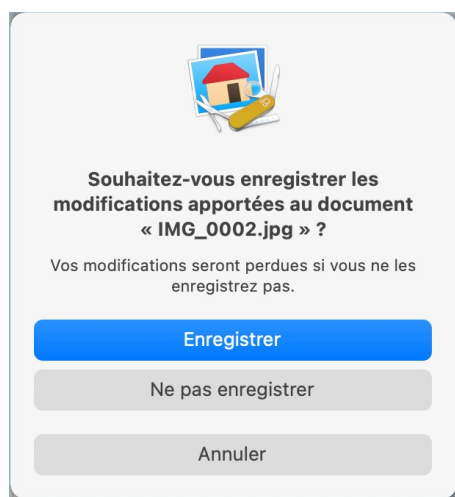 Souhaitez-vous enregistrer les
modifications apportées au document
« IMG_0002.jpg » ?
Vos modifications seront perdues si vous ne les
enregistrez pas.
Enregistrer
Ne pas enregistrer
Annuler